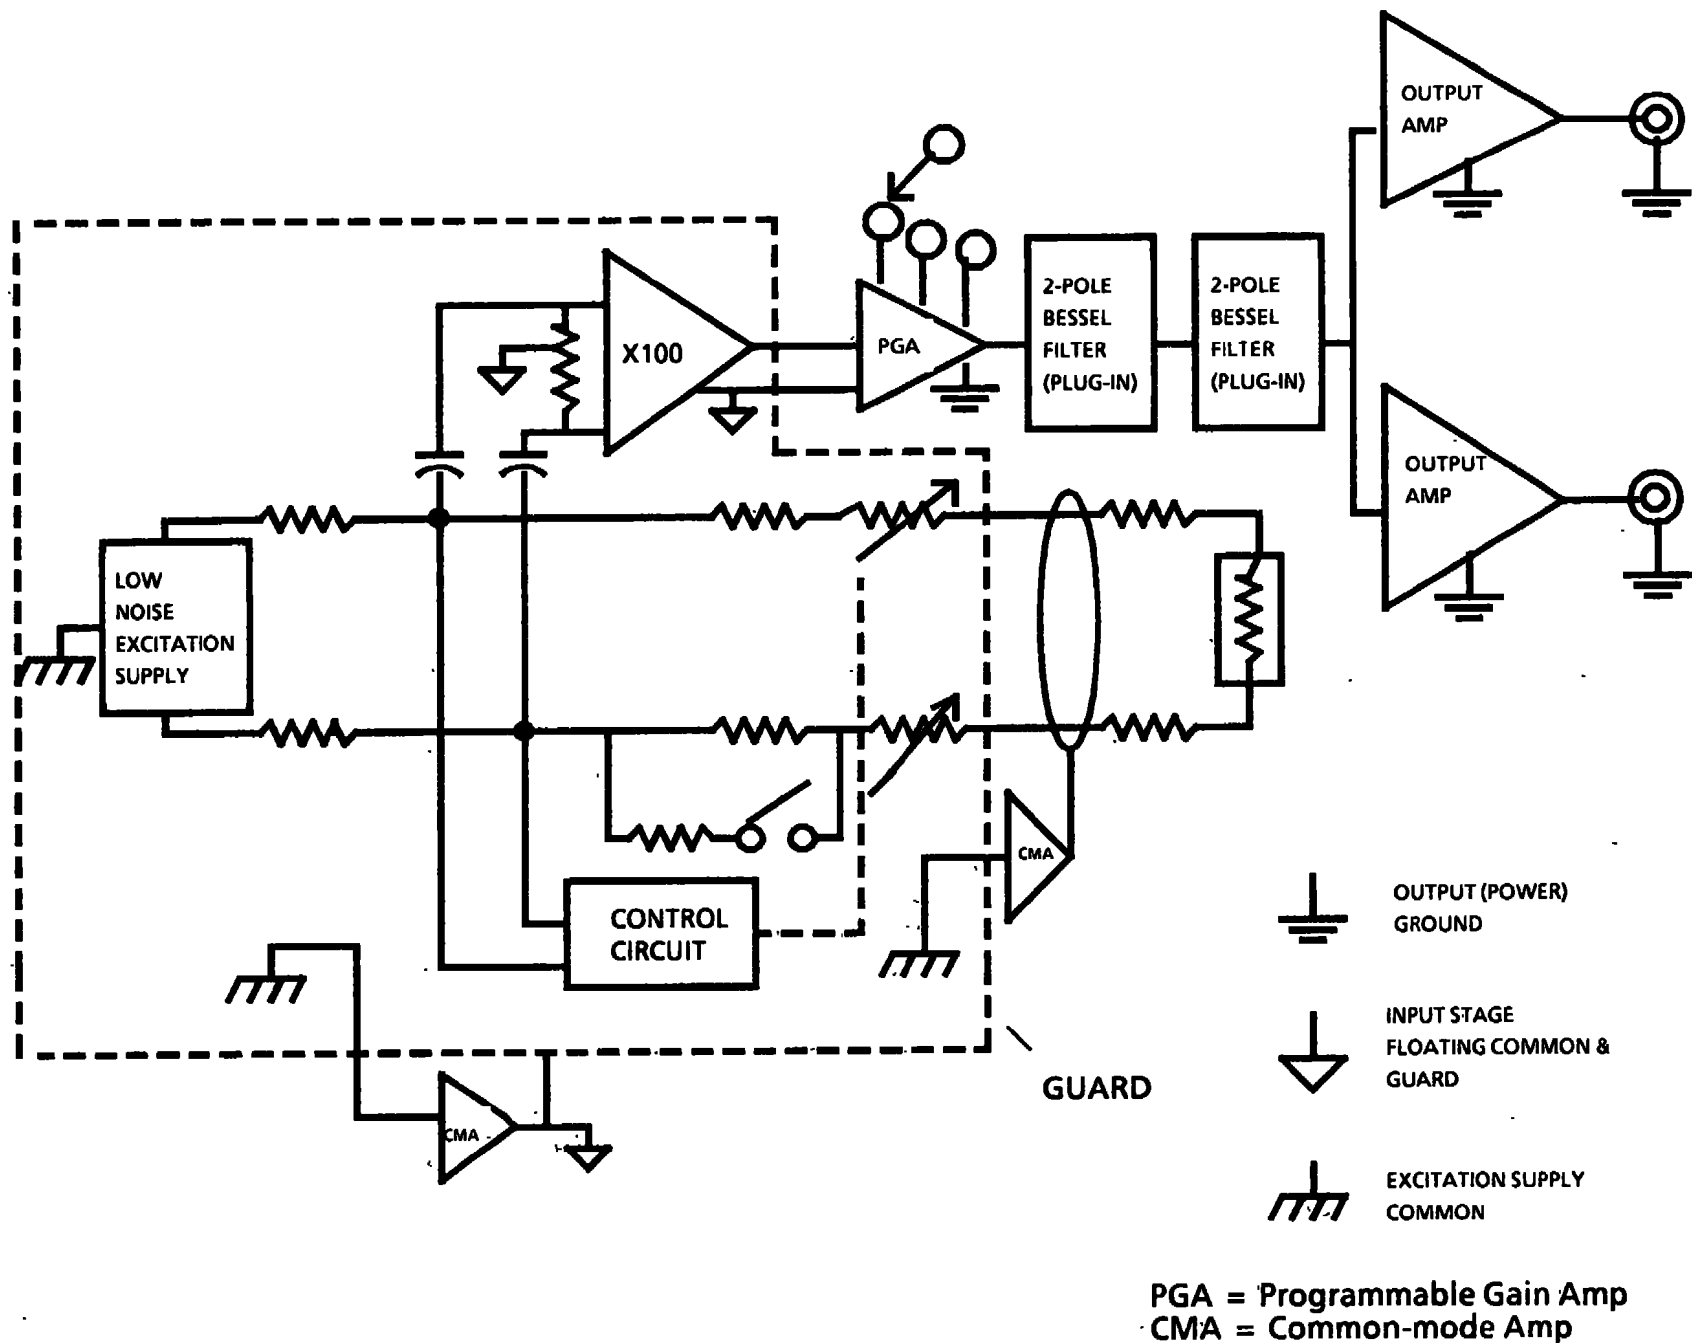 OUTPUT
AMP
X100
PGA
2-POLE
BESSEL
FILTER
(PLUG-IN)
2-POLE
BESSEL
FILTER
(PLUG-IN)
OUTPUT
AMP
LOW
NOISE
EXCITATION
SUPPLY
CMA
CONTROL
CIRCUIT
OUTPUT (POWER)
GROUND
INPUT STAGE
FLOATING COMMON &
GUARD
GUARD
CMA
EXCITATION SUPPLY
COMMON
PGA = Programmable Gain Amp
CMA = Common-mode Amp